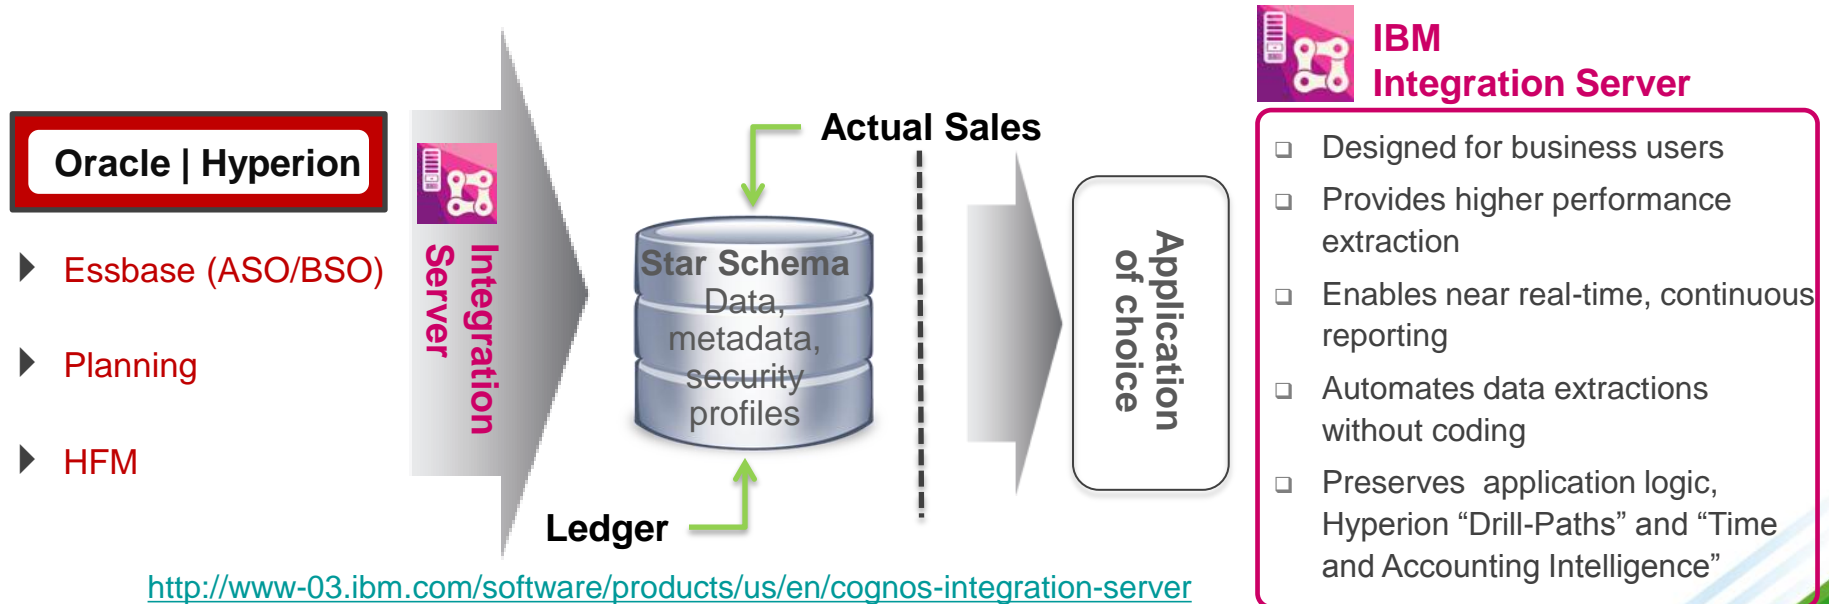 Oracle | Hyperion
Essbase (ASO/BSO)
Planning
HFM
Integration
Server
Actual Sales
Star Schema
Data,
metadata,
security
profiles
Ledger
Application
of choice
IBM
Integration Server
Designed for business users
Provides higher performance
extraction
Enables near real-time, continuous
reporting
Automates data extractions
without coding
Preserves application logic,
Hyperion “Drill-Paths” and “Time
and Accounting Intelligence”
http://www-03.ibm.com/software/products/us/en/cognos-integration-server